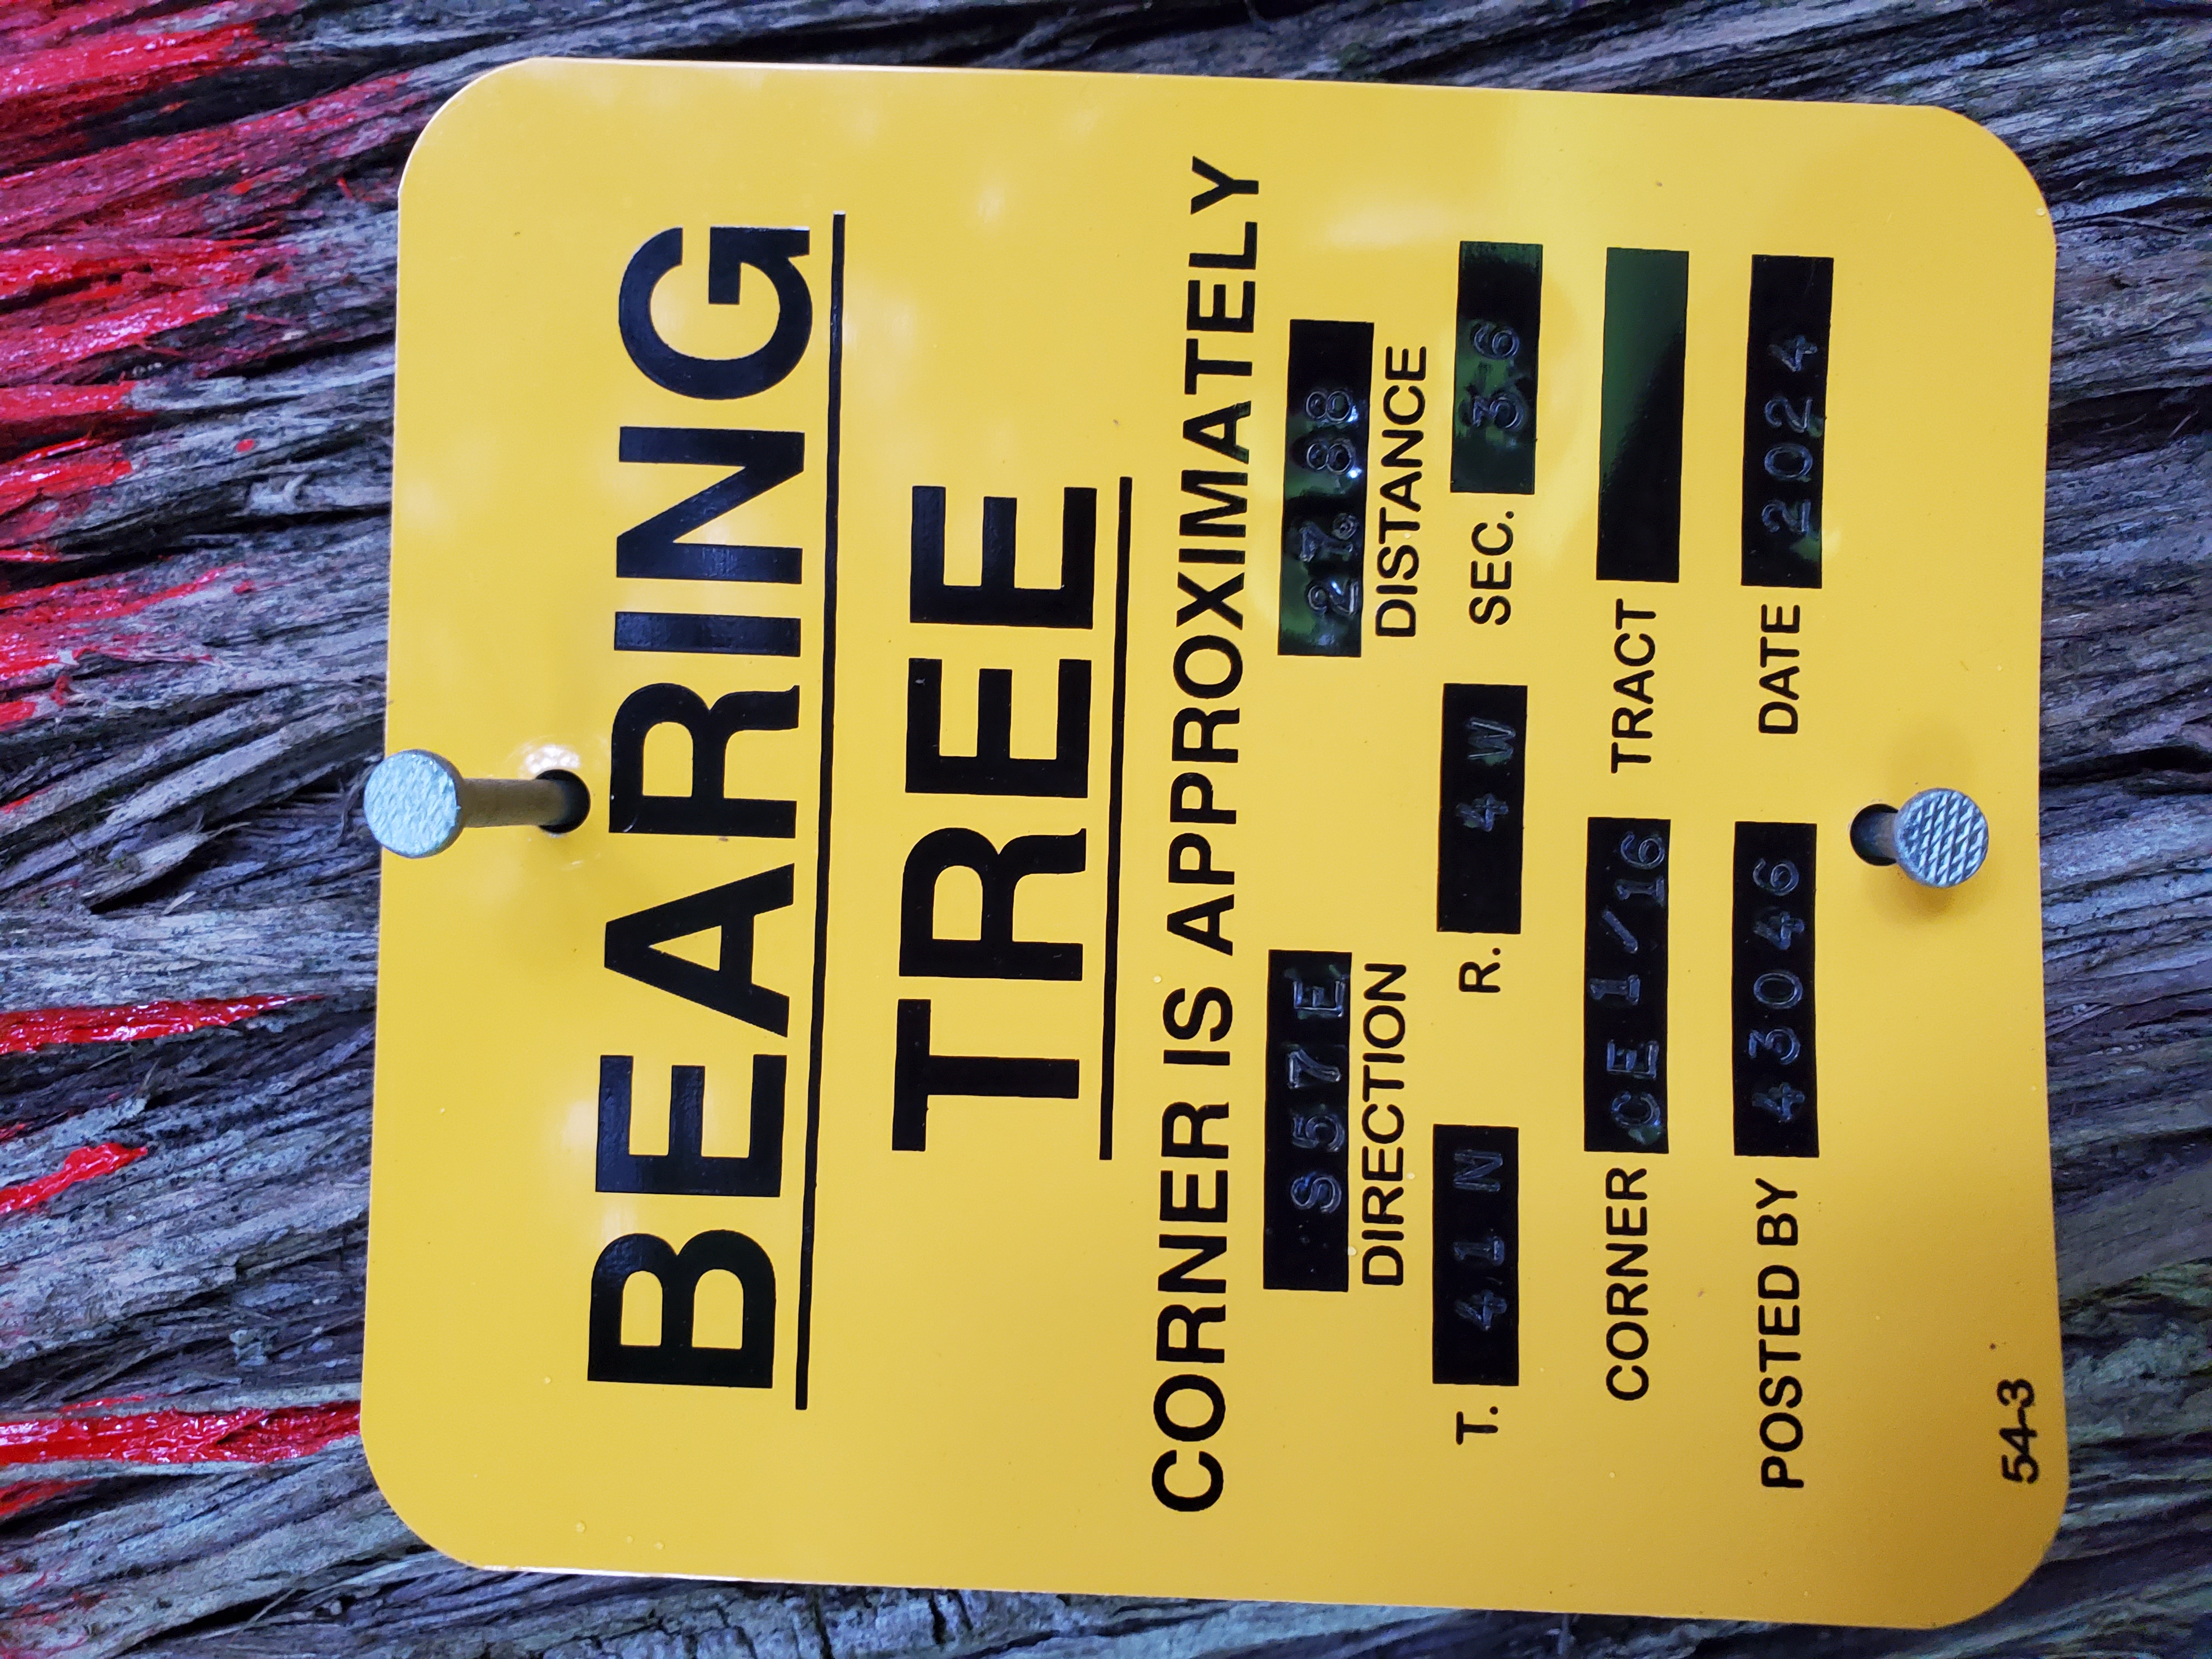 BEARING
TREE
CORNER IS APPROXIMATELY
S57E 27.88
DIRECTION DISTANCE
T. 41N R. 4W SEC. 36
CORNER CE1/16 TRACT
POSTED BY 43046 DATE 2024
54-3